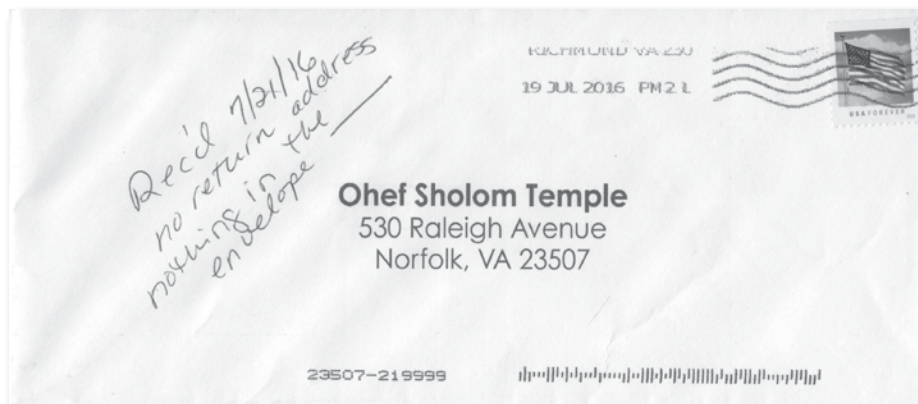 Rec'd 7/21/16
no return address
nothing in the
envelope
RICHMOND VA 230
19 JUL 2016 PM 2 L
USA FOREVER
Ohef Sholom Temple
530 Raleigh Avenue
Norfolk, VA 23507
23507-219999